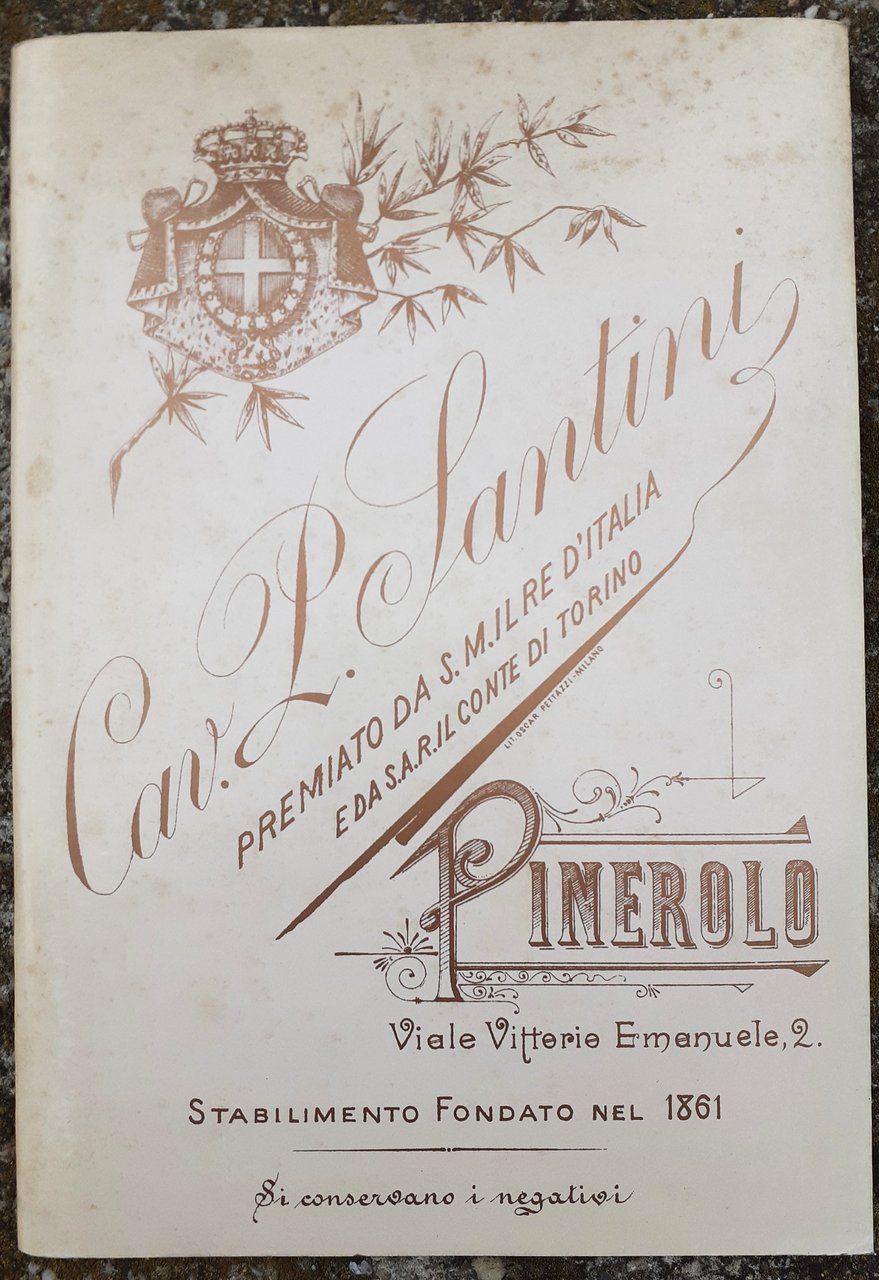 Cav. P. Santini
PREMIATO DA S.M. IL RE D'ITALIA
E DA S.A.R. IL CONTE DI TORINO
LIT. OSCAR PETTAZZI - MILANO
PINEROLO
Viale Vittorio Emanuele, 2.
STABILIMENTO FONDATO NEL 1861
Si conservano i negativi